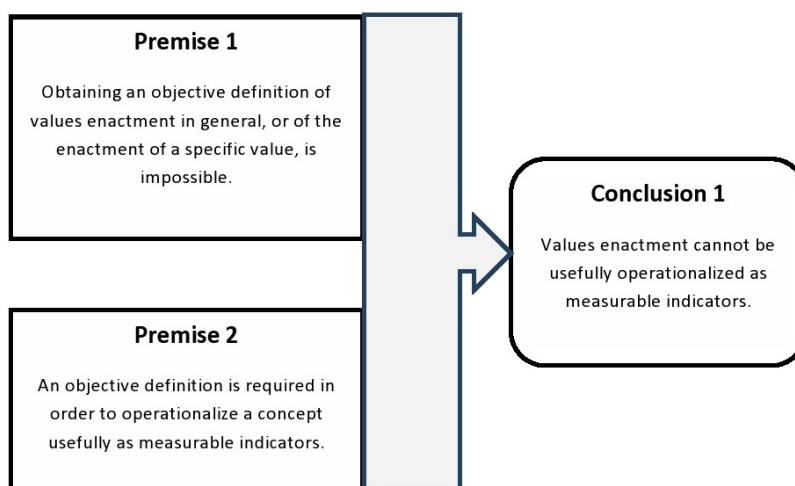 Premise 1
Obtaining an objective definition of
values enactment in general, or of the
enactment of a specific value, is
impossible.
Premise 2
An objective definition is required in
order to operationalize a concept
usefully as measurable indicators.
Conclusion 1
Values enactment cannot be
usefully operationalized as
measurable indicators.